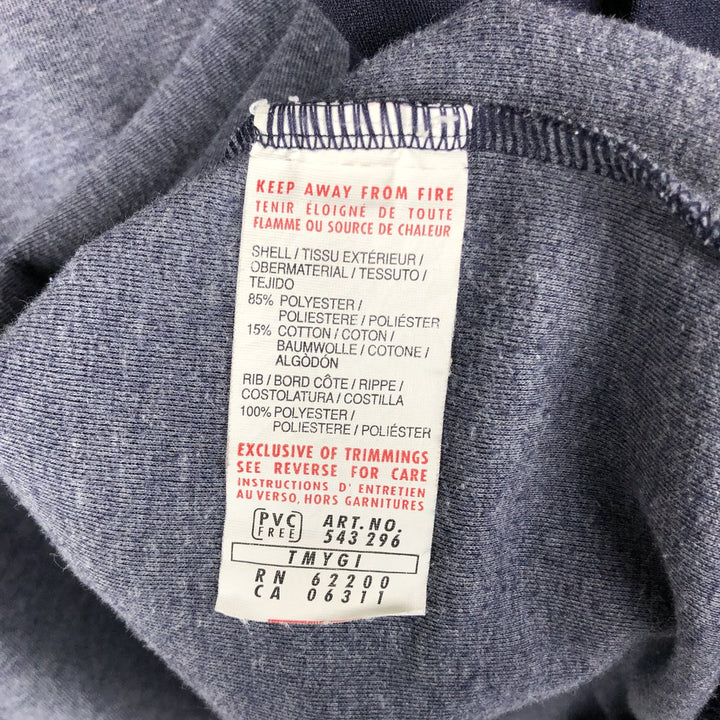 KEEP AWAY FROM FIRE
TENIR ÉLOIGNÉ DE TOUTE
FLAMME OU SOURCE DE CHALEUR
SHELL / TISSU EXTÉRIEUR /
OBERMATERIAL / TESSUTO /
TEJIDO
85% POLYESTER /
POLIESTERE / POLIÉSTER
15% COTTON / COTON /
BAUMWOLLE / COTONE /
ALGÒDÓN
RIB / BORD CÔTE / RIPPE /
COSTOLATURA / COSTILLA
100% POLYESTER /
POLIESTERE / POLIÉSTER
EXCLUSIVE OF TRIMMINGS
SEE REVERSE FOR CARE
INSTRUCTIONS D' ENTRETIEN
AU VERSO, HORS GARNITURES
PVC FREE ART.NO. 543 296
TMYGI
RN 62200
CA 06311